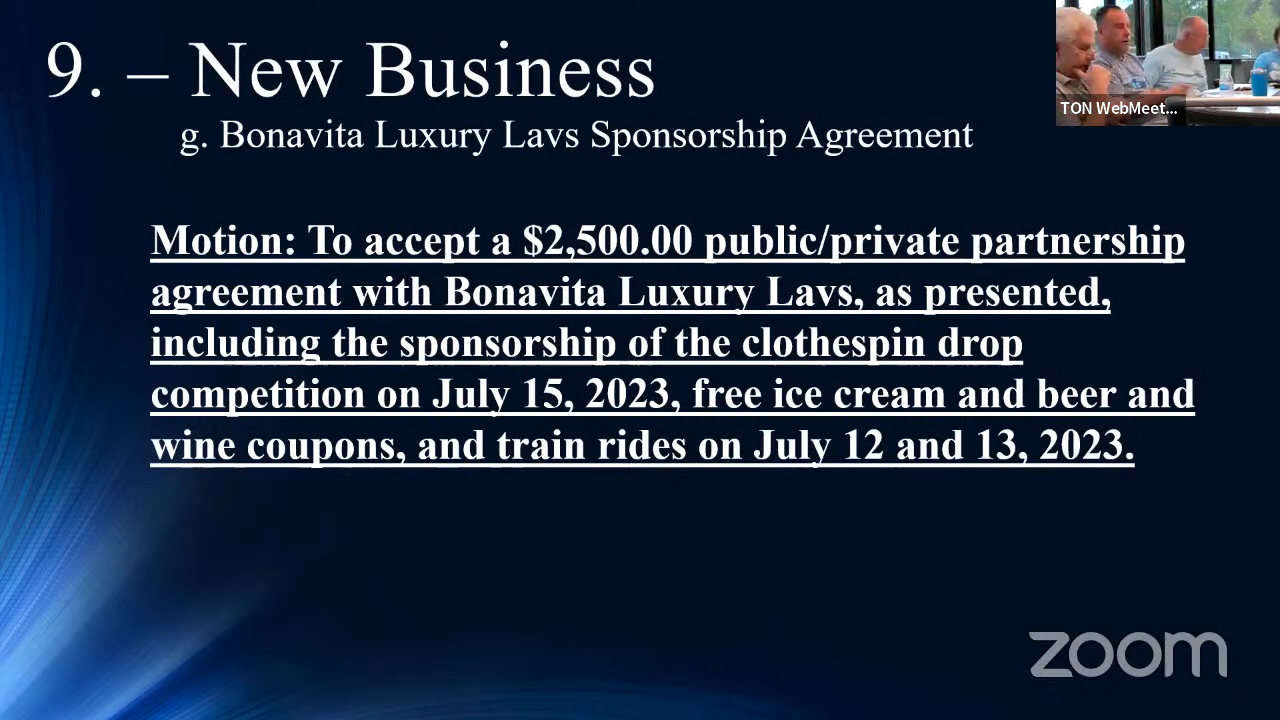 9. – New Business
g. Bonavita Luxury Lavs Sponsorship Agreement
Motion: To accept a $2,500.00 public/private partnership
agreement with Bonavita Luxury Lavs, as presented,
including the sponsorship of the clothespin drop
competition on July 15, 2023, free ice cream and beer and
wine coupons, and train rides on July 12 and 13, 2023.
TON WebMeet...
zoom